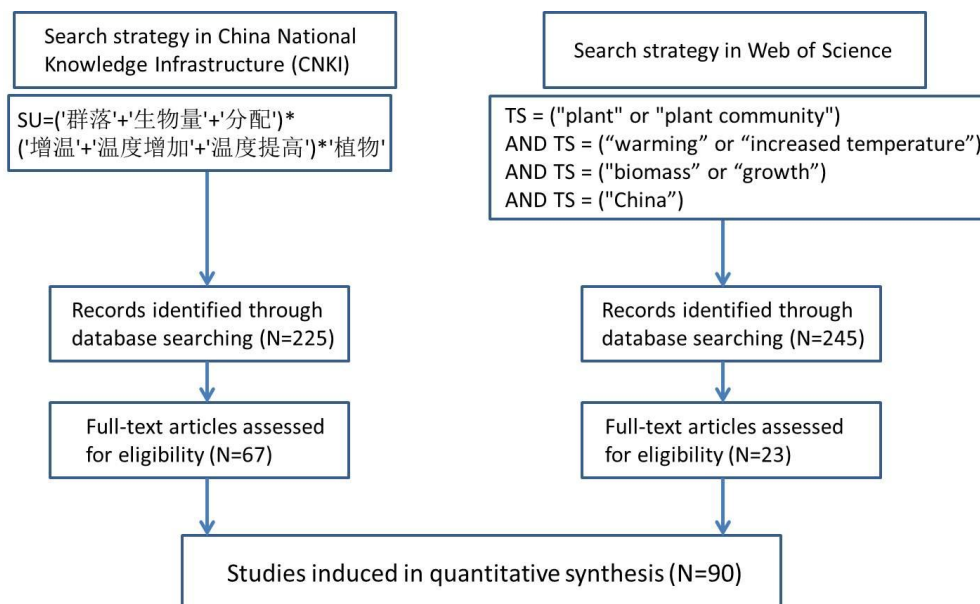 Search strategy in China National
Knowledge Infrastructure (CNKI)
SU=('群落'+'生物量'+'分配')*
('增温'+'温度增加'+'温度提高')*'植物'
Records identified through
database searching (N=225)
Full-text articles assessed
for eligibility (N=67)
Search strategy in Web of Science
TS = ("plant" or "plant community")
AND TS = (“warming” or “increased temperature”)
AND TS = ("biomass” or “growth”)
AND TS = ("China”)
Records identified through
database searching (N=245)
Full-text articles assessed
for eligibility (N=23)
Studies induced in quantitative synthesis (N=90)